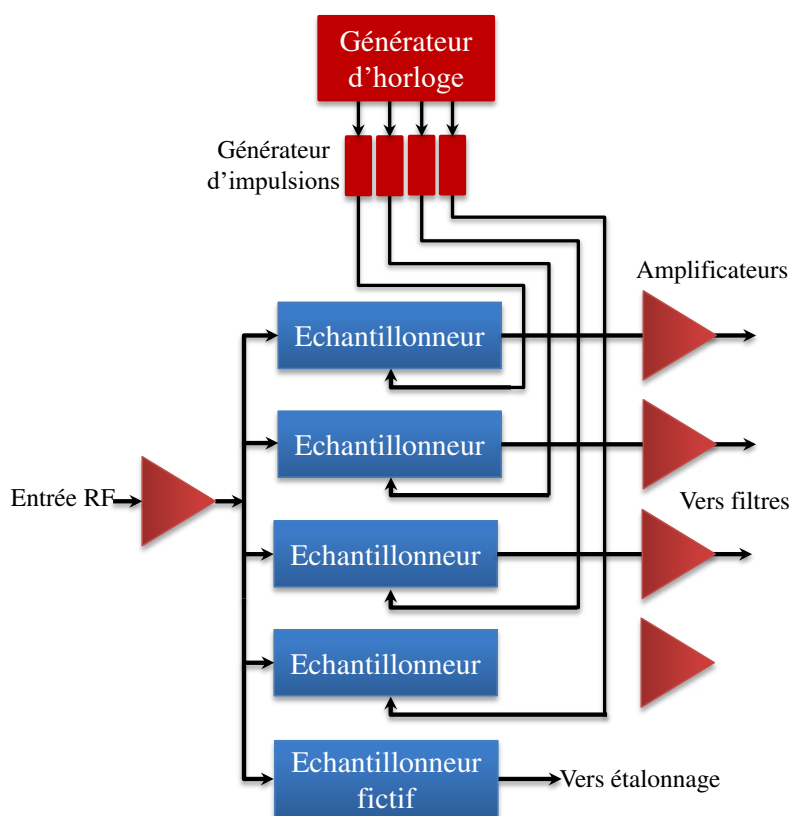 Générateur
d'horloge
Générateur
d'impulsions
Amplificateurs
Echantillonneur
Echantillonneur
Entrée RF
Vers filtres
Echantillonneur
Echantillonneur
Echantillonneur
fictif
Vers étalonnage